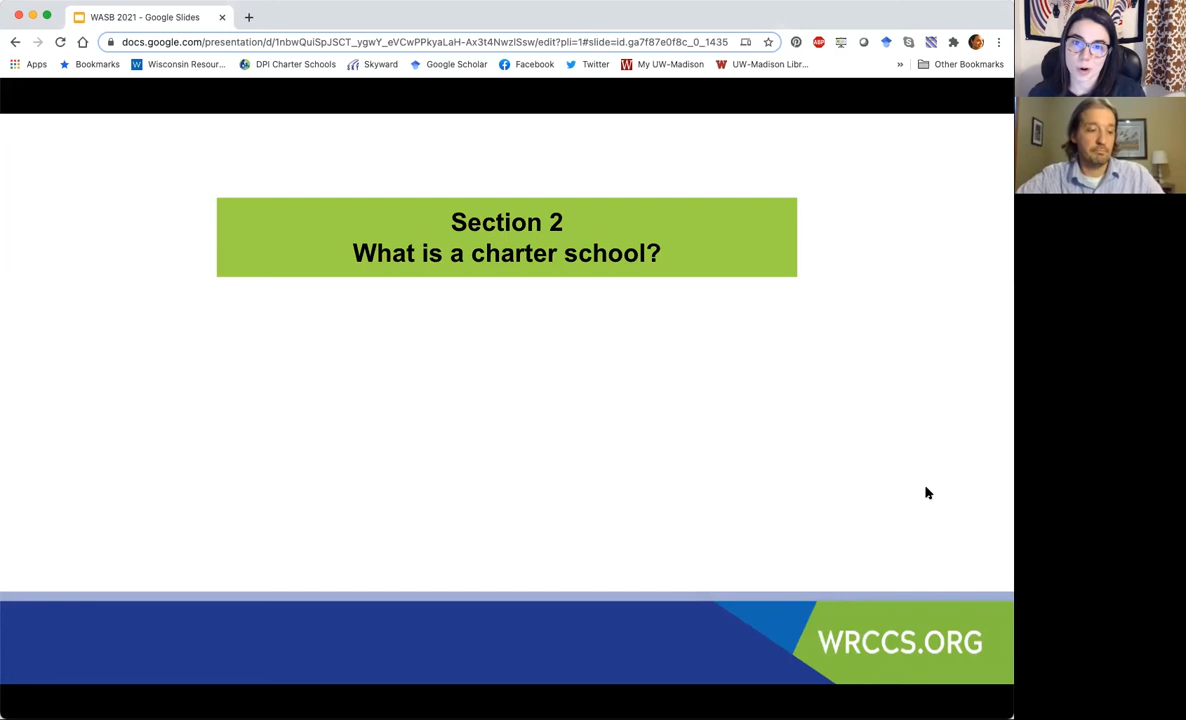 WASB 2021 - Google Slides
docs.google.com/presentation/d/1nbwQuiSpJSCT_ygwY_eVCwPPkyaLaH-Ax3t4NwzlSsw/edit?pli=1#slide=id.ga7f87e0f8c_0_1435
Apps Bookmarks Wisconsin Resour... DPI Charter Schools Skyward Google Scholar Facebook Twitter My UW-Madison UW-Madison Libr... » Other Bookmarks
Section 2
What is a charter school?
WRCCS.ORG